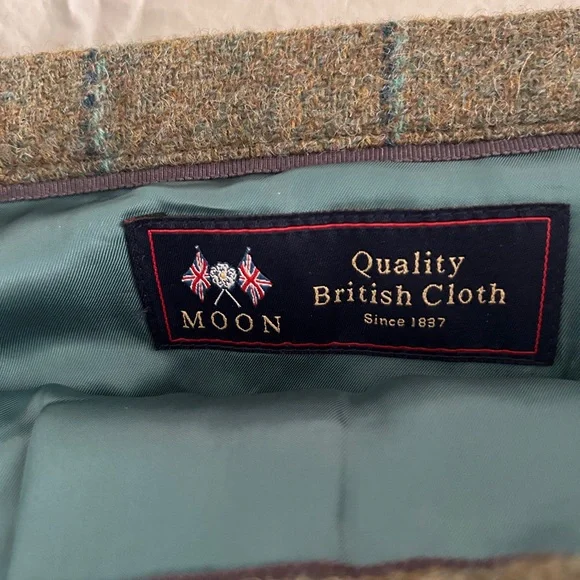 MOON
Quality
British Cloth
Since 1837